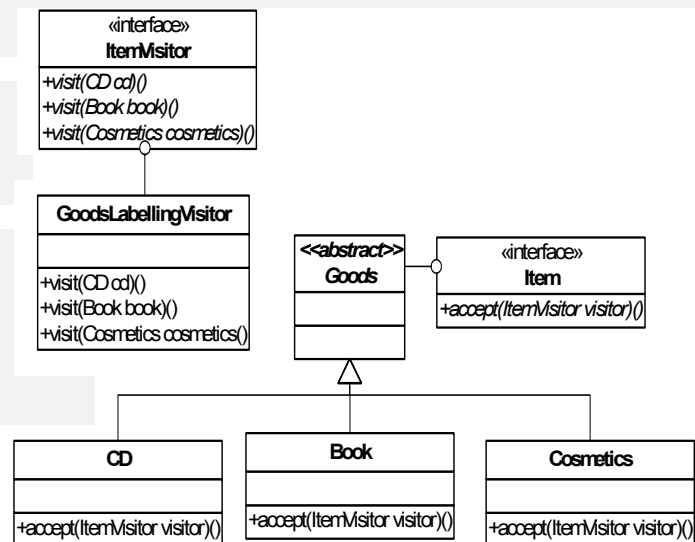 «interface»
ItemVisitor
+visit(CD cd)()
+visit(Book book)()
+visit(Cosmetics cosmetics)()
GoodsLabellingVisitor
+visit(CD cd)()
+visit(Book book)()
+visit(Cosmetics cosmetics()
<<abstract>>
Goods
«interface»
Item
+accept(ItemVisitor visitor)()
CD
+accept(ItemVisitor visitor)()
Book
+accept(ItemVisitor visitor)()
Cosmetics
+accept(ItemVisitor visitor)()